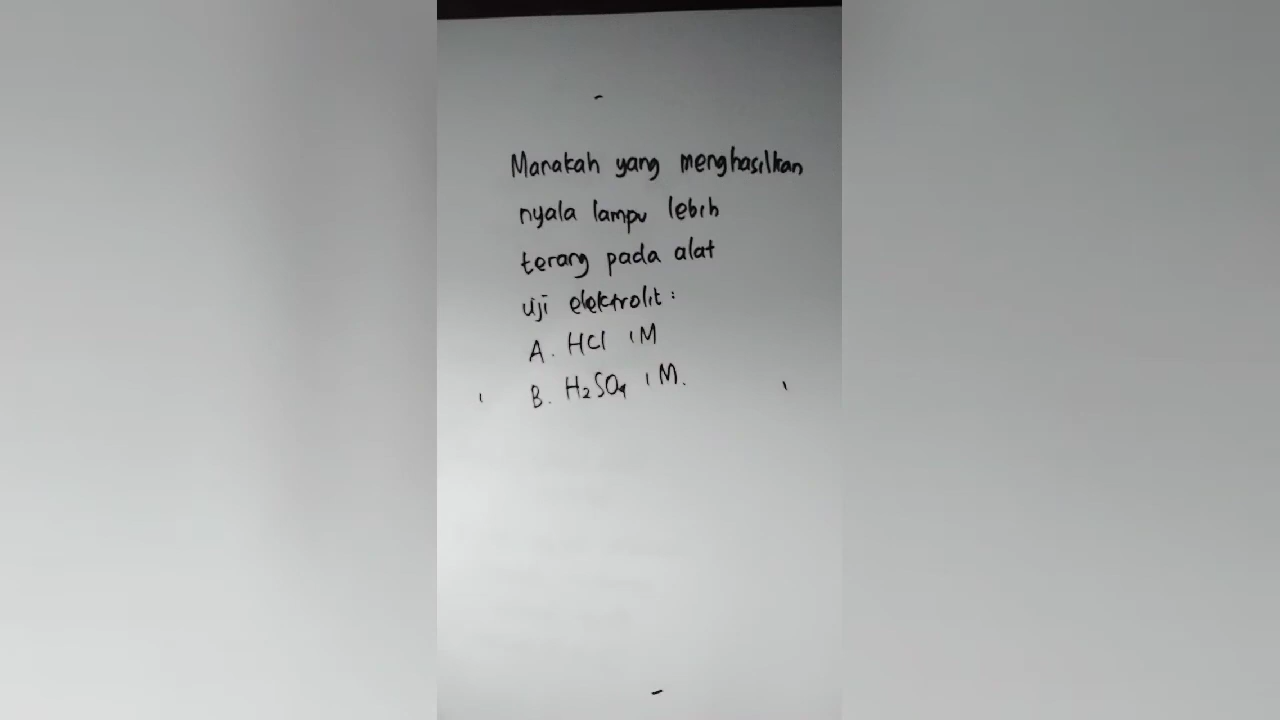 Manakah yang menghasilkan
nyala lampu lebih
terang pada alat
uji elektrolit:
A. HCl 1M
B. H₂SO₄ 1M.